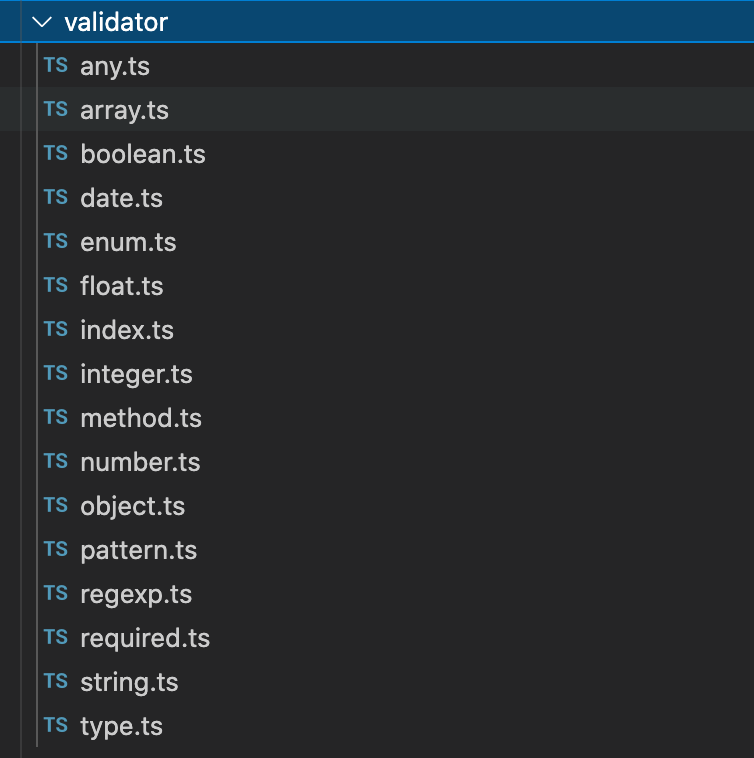 validator
TS any.ts
TS array.ts
TS boolean.ts
TS date.ts
TS enum.ts
TS float.ts
TS index.ts
TS integer.ts
TS method.ts
TS number.ts
TS object.ts
TS pattern.ts
TS regexp.ts
TS required.ts
TS string.ts
TS type.ts